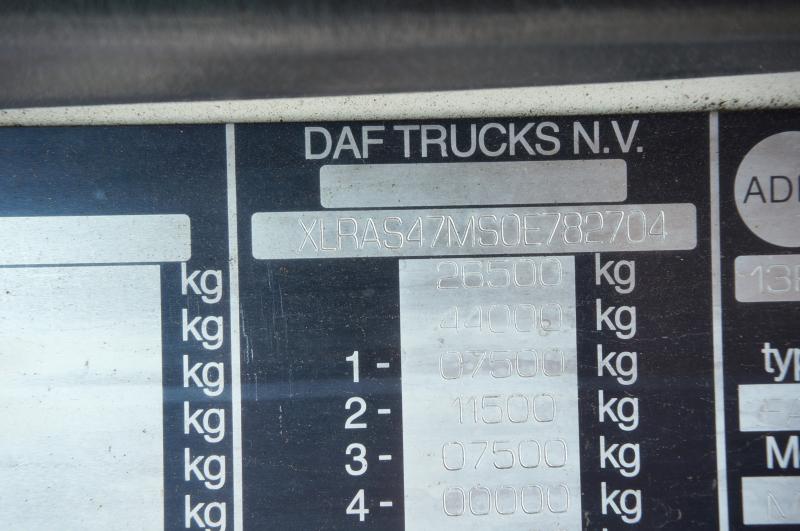 DAF TRUCKS N.V.
XLRAS47MS0E782704
kg 26500 kg
kg 44000 kg
kg 1- 07500 kg
kg 2- 11500 kg
kg 3- 07500 kg
kg 4- 00000 kg